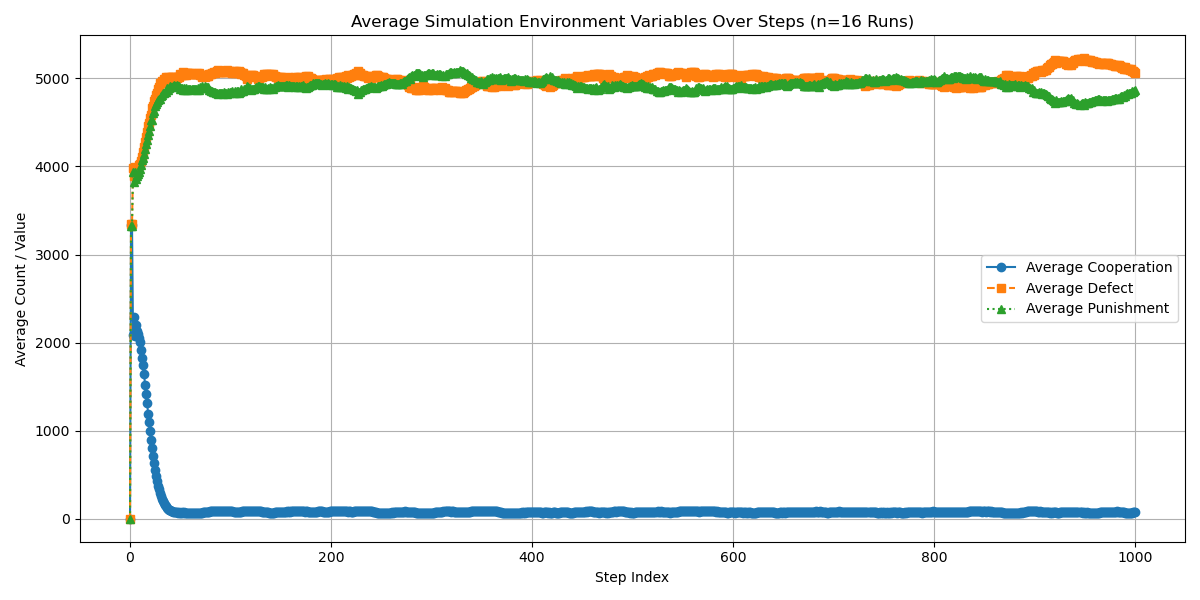 Average Simulation Environment Variables Over Steps (n=16 Runs)
Average Count / Value
5000
4000
3000
2000
1000
0
Average Cooperation
Average Defect
Average Punishment
0 200 400 600 800 1000
Step Index